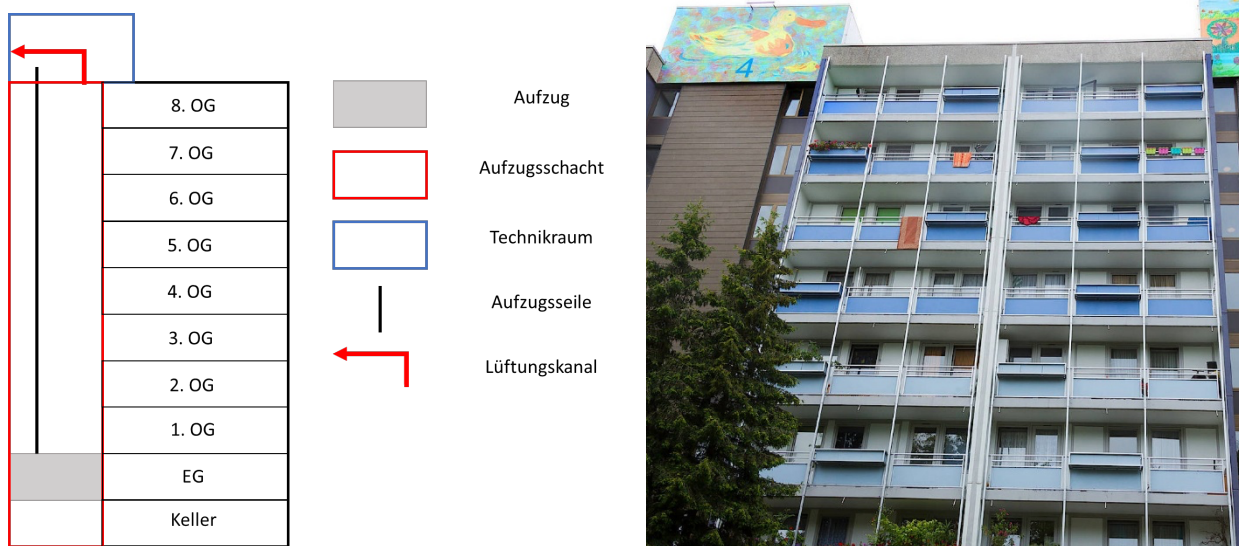 8. OG
7. OG
6. OG
5. OG
4. OG
3. OG
2. OG
1. OG
EG
Keller
Aufzug
Aufzugsschacht
Technikraum
Aufzugsseile
Lüftungskanal
4